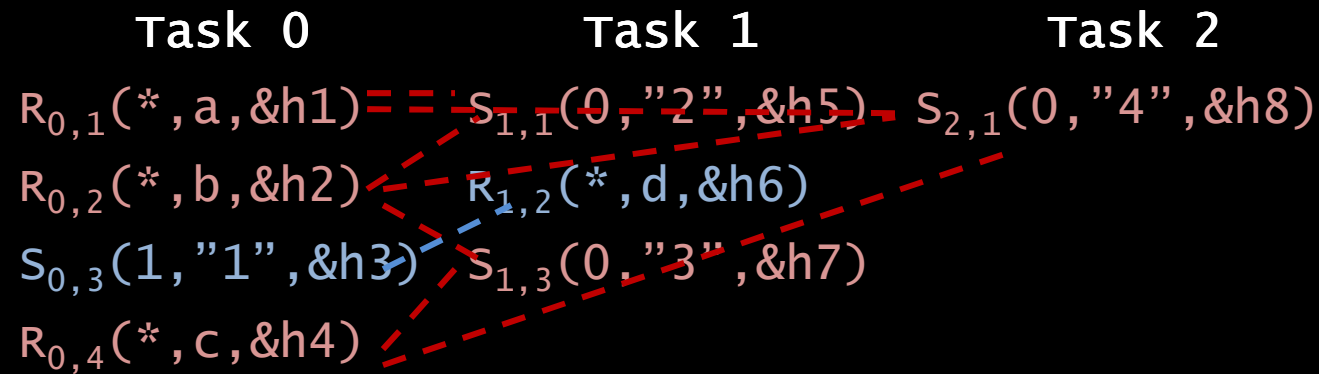 Task 0 Task 1 Task 2
R0,1(*,a,&h1) S1,1(0,”2”,&h5) S2,1(0,”4”,&h8)
R0,2(*,b,&h2) R1,2(*,d,&h6)
S0,3(1,”1”,&h3) S1,3(0,”3”,&h7)
R0,4(*,c,&h4)